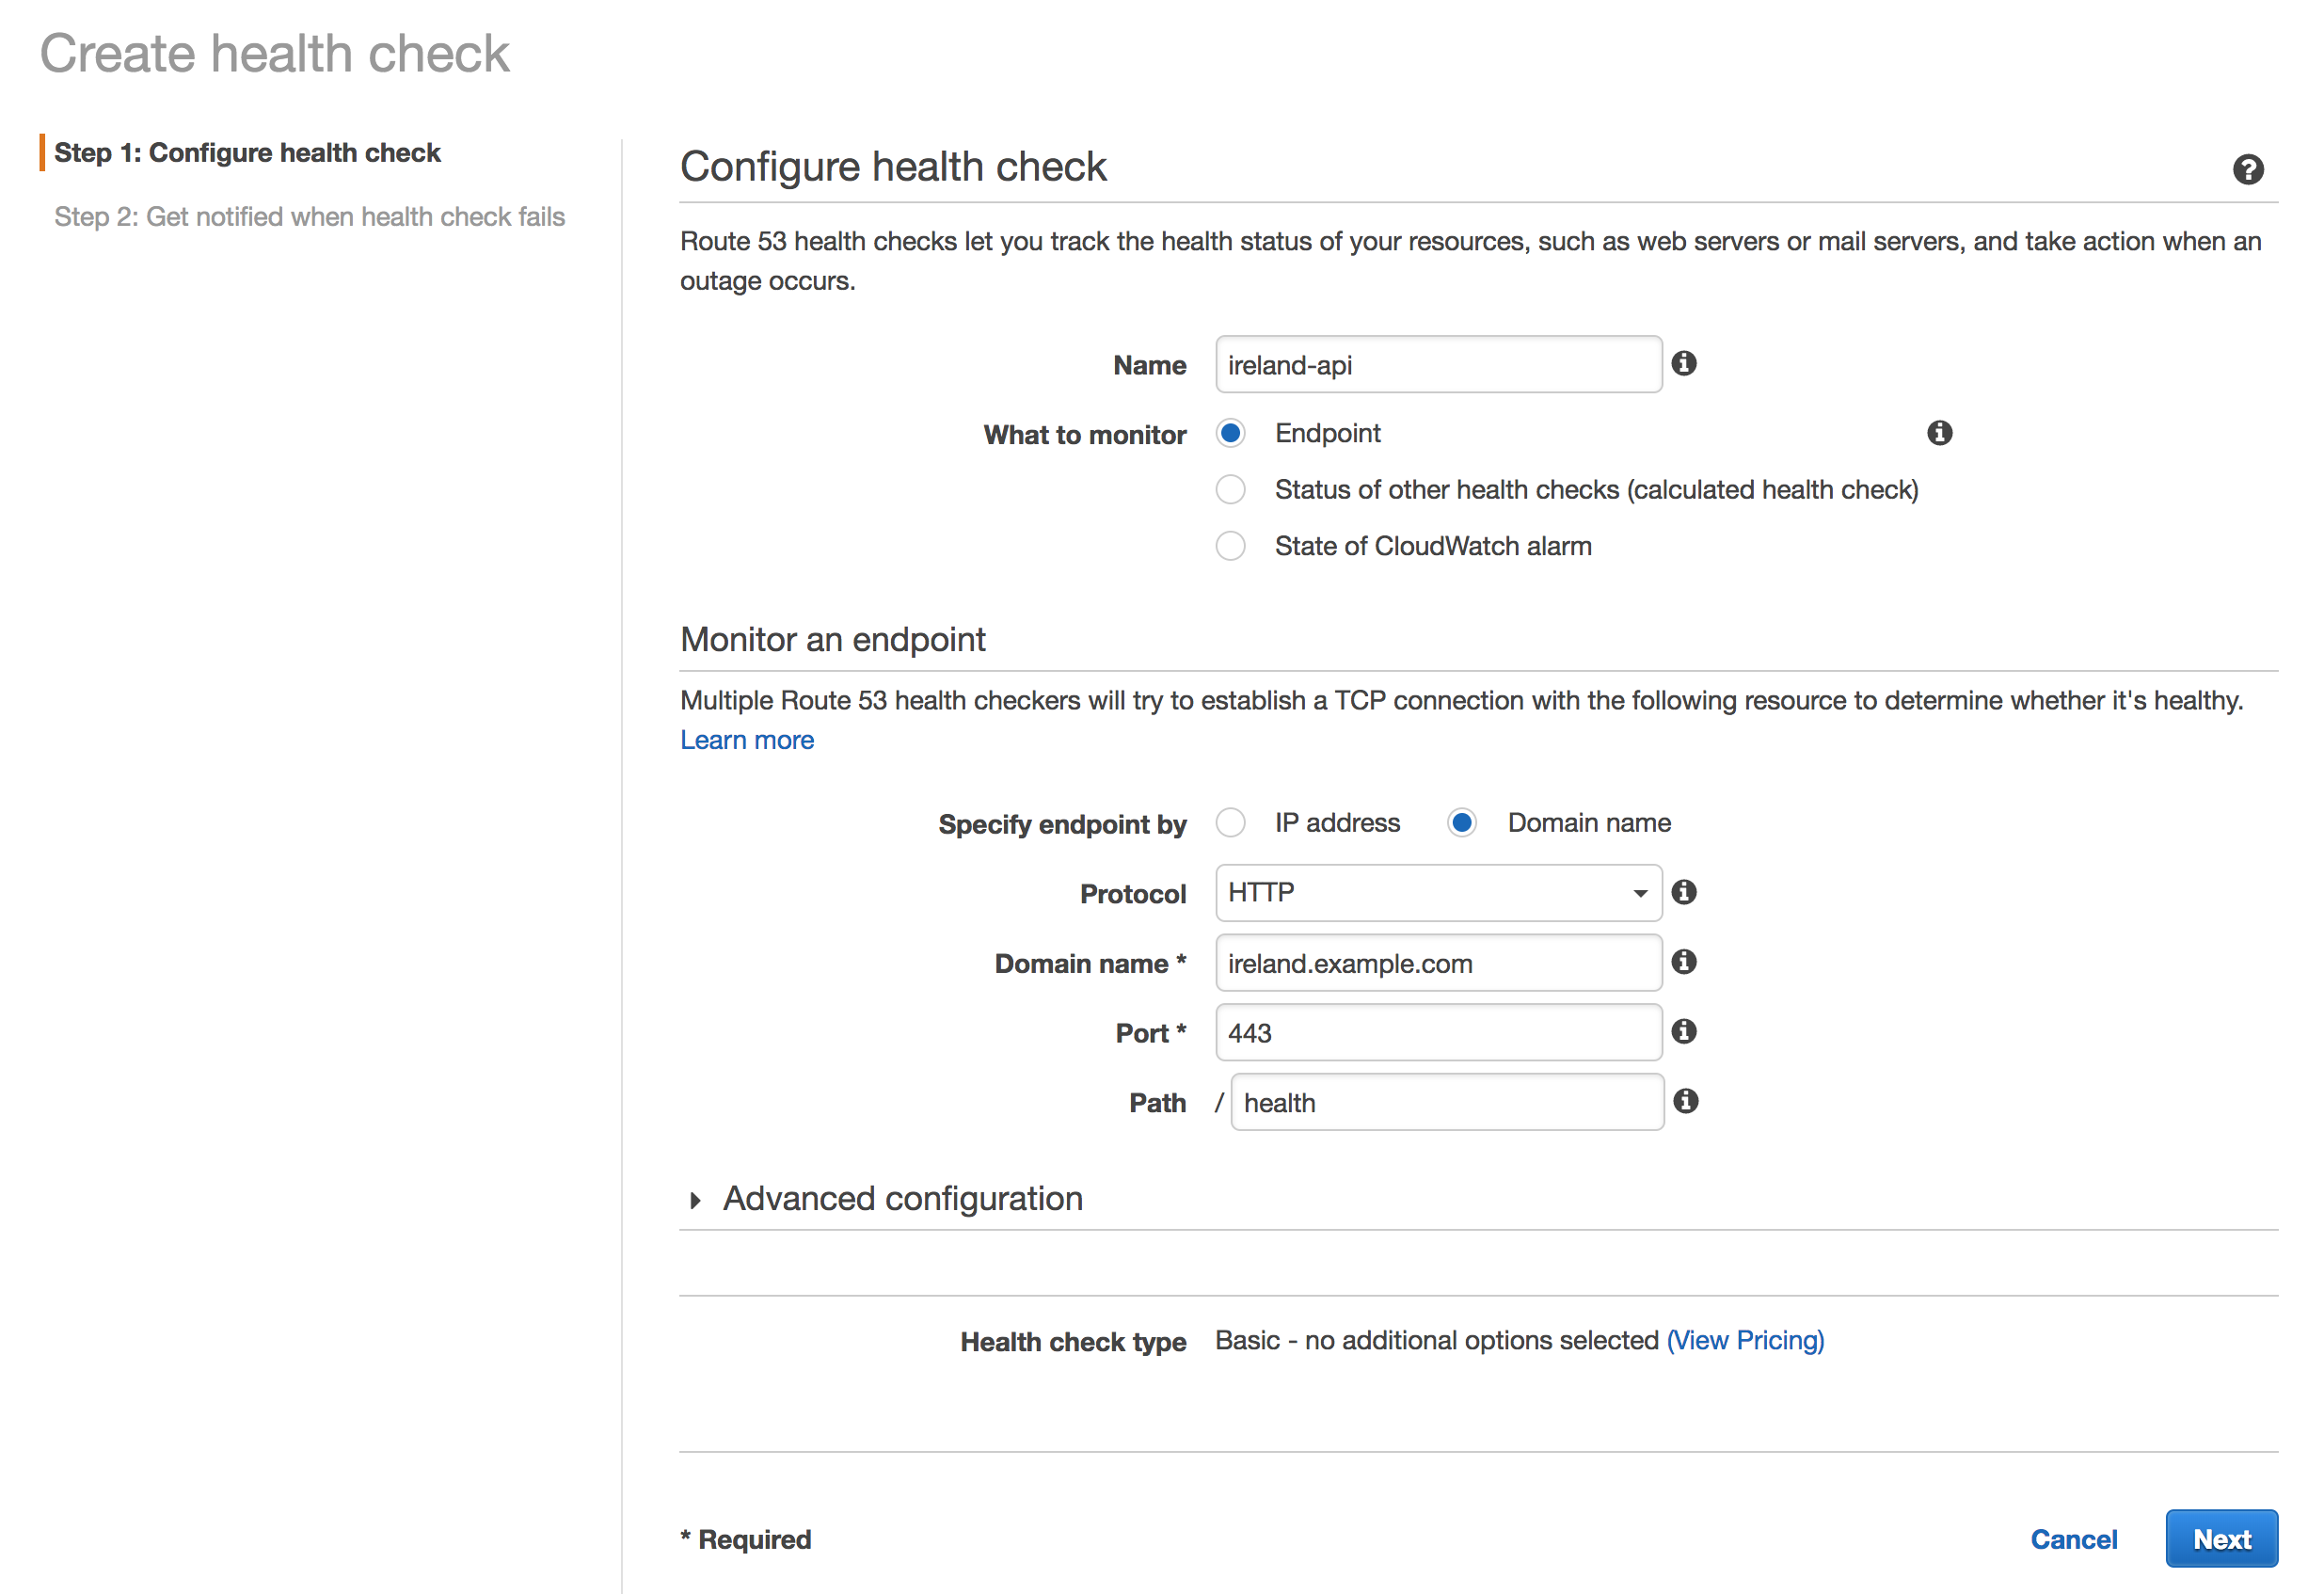 Create health check
Step 1: Configure health check
Step 2: Get notified when health check fails
Configure health check
Route 53 health checks let you track the health status of your resources, such as web servers or mail servers, and take action when an
outage occurs.
Name ireland-api
What to monitor Endpoint
Status of other health checks (calculated health check)
State of CloudWatch alarm
Monitor an endpoint
Multiple Route 53 health checkers will try to establish a TCP connection with the following resource to determine whether it's healthy.
Learn more
Specify endpoint by IP address Domain name
Protocol HTTP
Domain name * ireland.example.com
Port * 443
Path / health
Advanced configuration
Health check type Basic - no additional options selected (View Pricing)
* Required Cancel Next